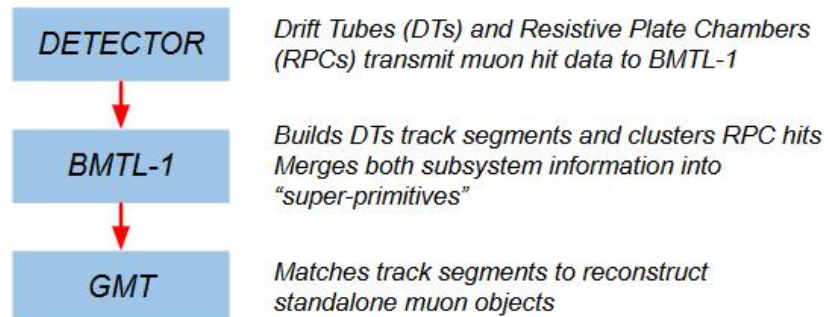 DETECTOR
Drift Tubes (DTs) and Resistive Plate Chambers
(RPCs) transmit muon hit data to BMTL-1
BMTL-1
Builds DTs track segments and clusters RPC hits
Merges both subsystem information into
“super-primitives”
GMT
Matches track segments to reconstruct
standalone muon objects